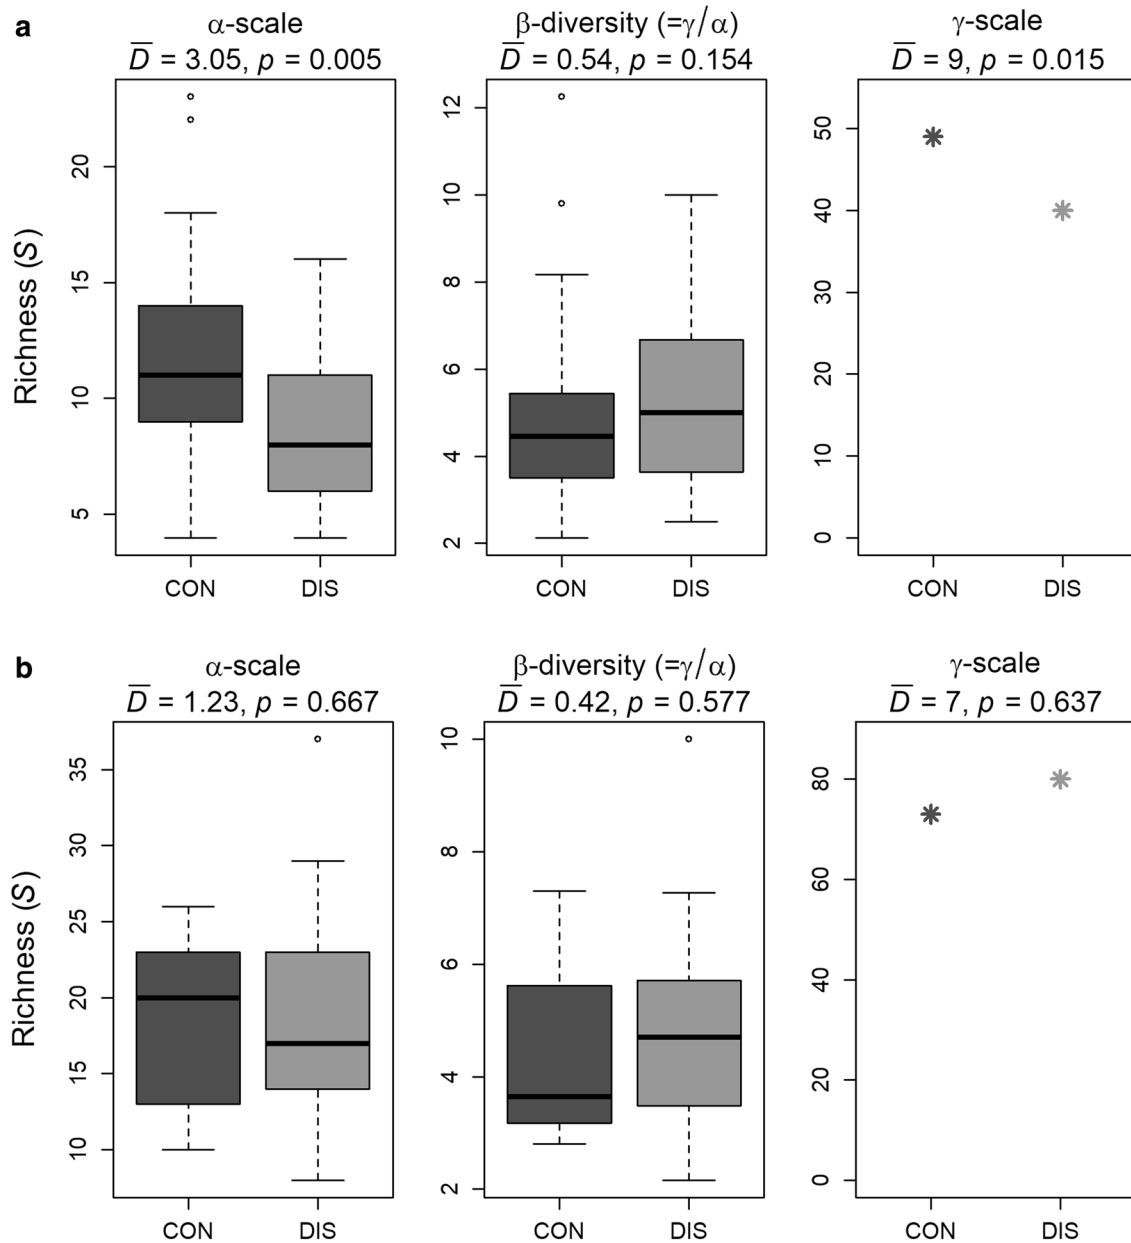 a
α-scale
D̅ = 3.05, p = 0.005
β-diversity (=γ/α)
D̅ = 0.54, p = 0.154
γ-scale
D̅ = 9, p = 0.015
Richness (S)
20
15
10
5
CON DIS
12
10
8
6
4
2
CON DIS
50
40
30
20
10
0
CON DIS
b
α-scale
D̅ = 1.23, p = 0.667
β-diversity (=γ/α)
D̅ = 0.42, p = 0.577
γ-scale
D̅ = 7, p = 0.637
Richness (S)
35
30
25
20
15
10
CON DIS
10
8
6
4
2
CON DIS
80
60
40
20
0
CON DIS